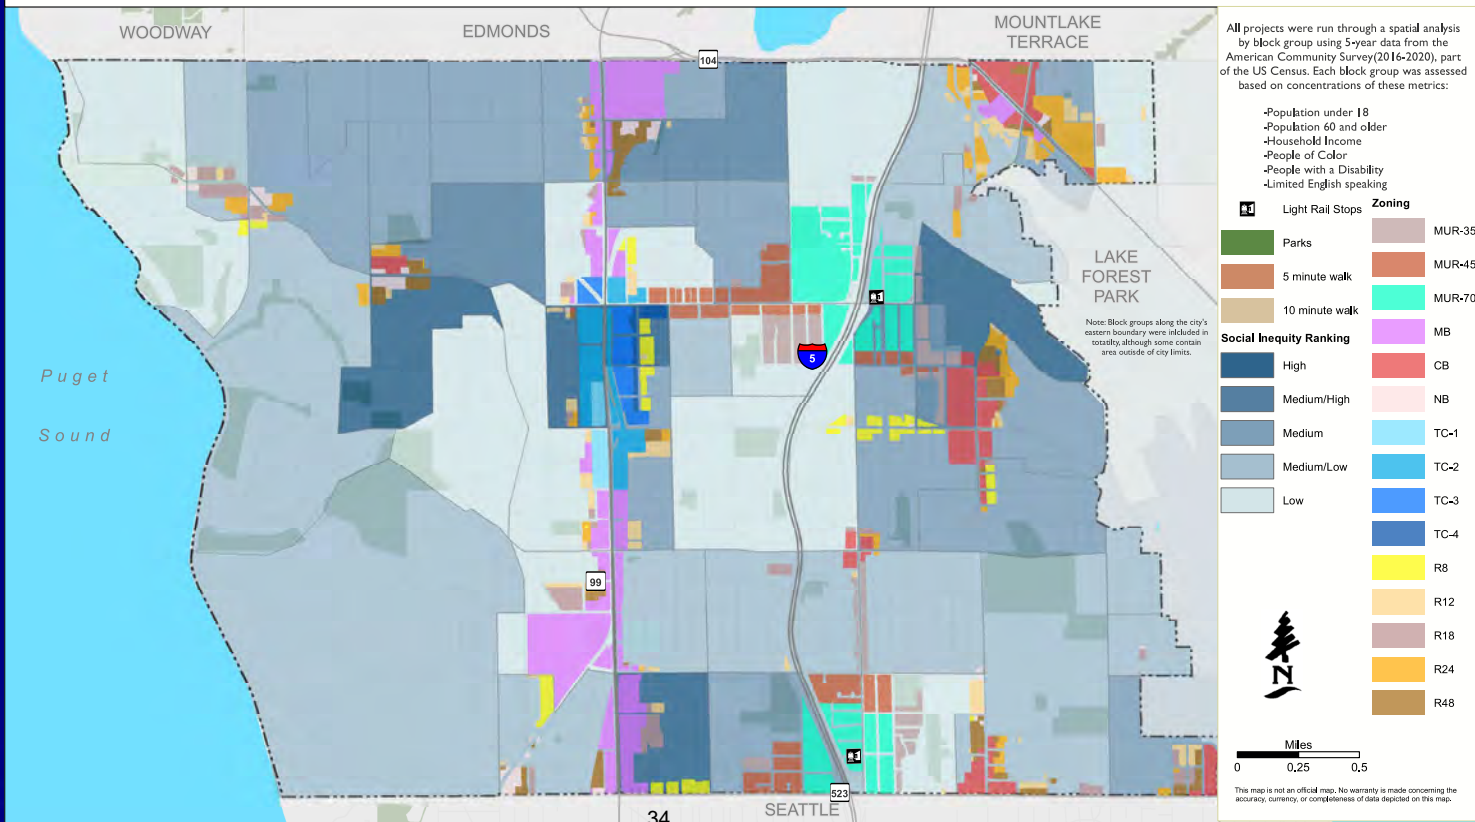 WOODWAY
EDMONDS
MOUNTLAKE
TERRACE
104
LAKE
FOREST
PARK
Note: Block groups along the city's
eastern boundary were inlcluded in
totatilty, although some contain
area outisde of city limits.
5
Puget
Sound
99
523
SEATTLE
34
All projects were run through a spatial analysis
by block group using 5-year data from the
American Community Survey(2016-2020), part
of the US Census. Each block group was assessed
based on concentrations of these metrics:
-Population under 18
-Population 60 and older
-Household Income
-People of Color
-People with a Disability
-Limited English speaking
Light Rail Stops
Parks
5 minute walk
10 minute walk
Social Inequity Ranking
High
Medium/High
Medium
Medium/Low
Low
Zoning
MUR-35
MUR-45
MUR-70
MB
CB
NB
TC-1
TC-2
TC-3
TC-4
R8
R12
R18
R24
R48
N
Miles
0 0.25 0.5
This map is not an official map. No warranty is made concerning the
accuracy, currency, or completeness of data depicted on this map.